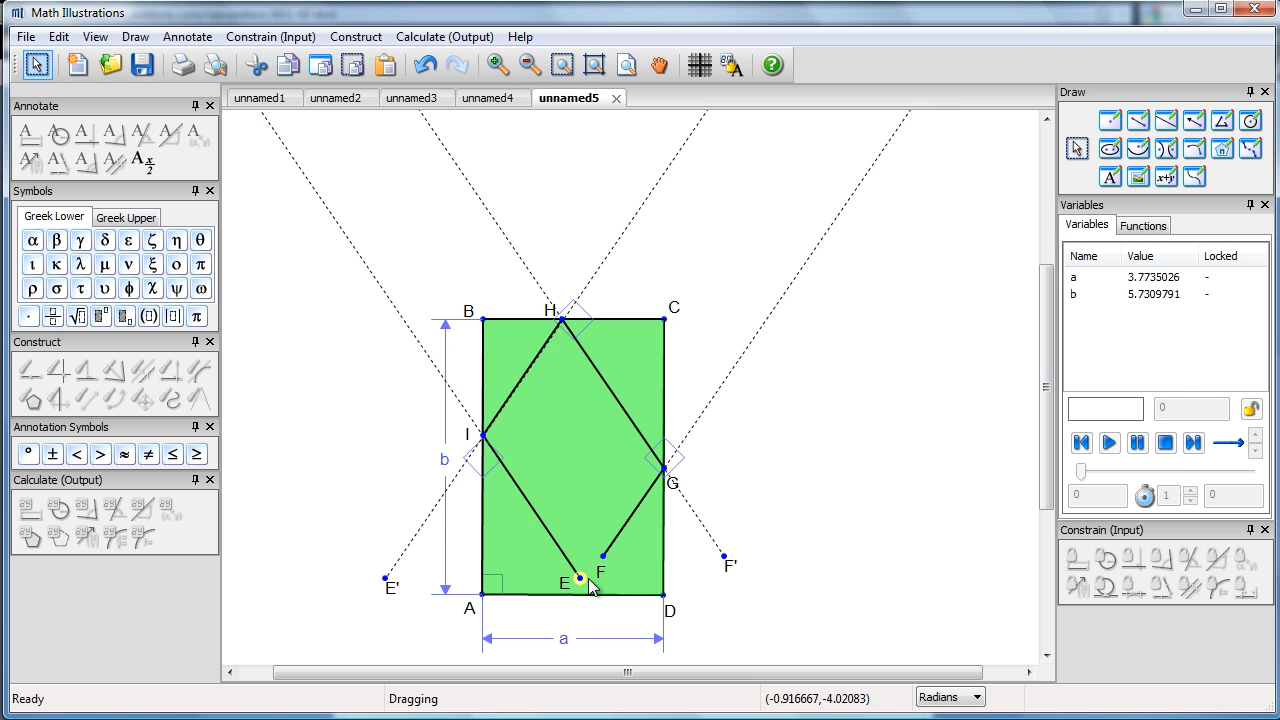 Math Illustrations
File Edit View Draw Annotate Constrain (Input) Construct Calculate (Output) Help
unnamed1 unnamed2 unnamed3 unnamed4 unnamed5
Annotate
Symbols
Greek Lower Greek Upper
α β γ δ ε ζ η θ
ι κ λ μ ν ξ ο π
ρ σ τ υ ϕ χ ψ ω
π
Construct
Annotation Symbols
° ± < > ≈ ≠ ≤ ≥
Calculate (Output)
B H C
I
b
G
E' E F F'
A D
a
Draw
Variables
Variables Functions
Name Value Locked
a 3.7735026 -
b 5.7309791 -
0
0 1 0
Constrain (Input)
Ready Dragging (-0.916667,-4.02083) Radians